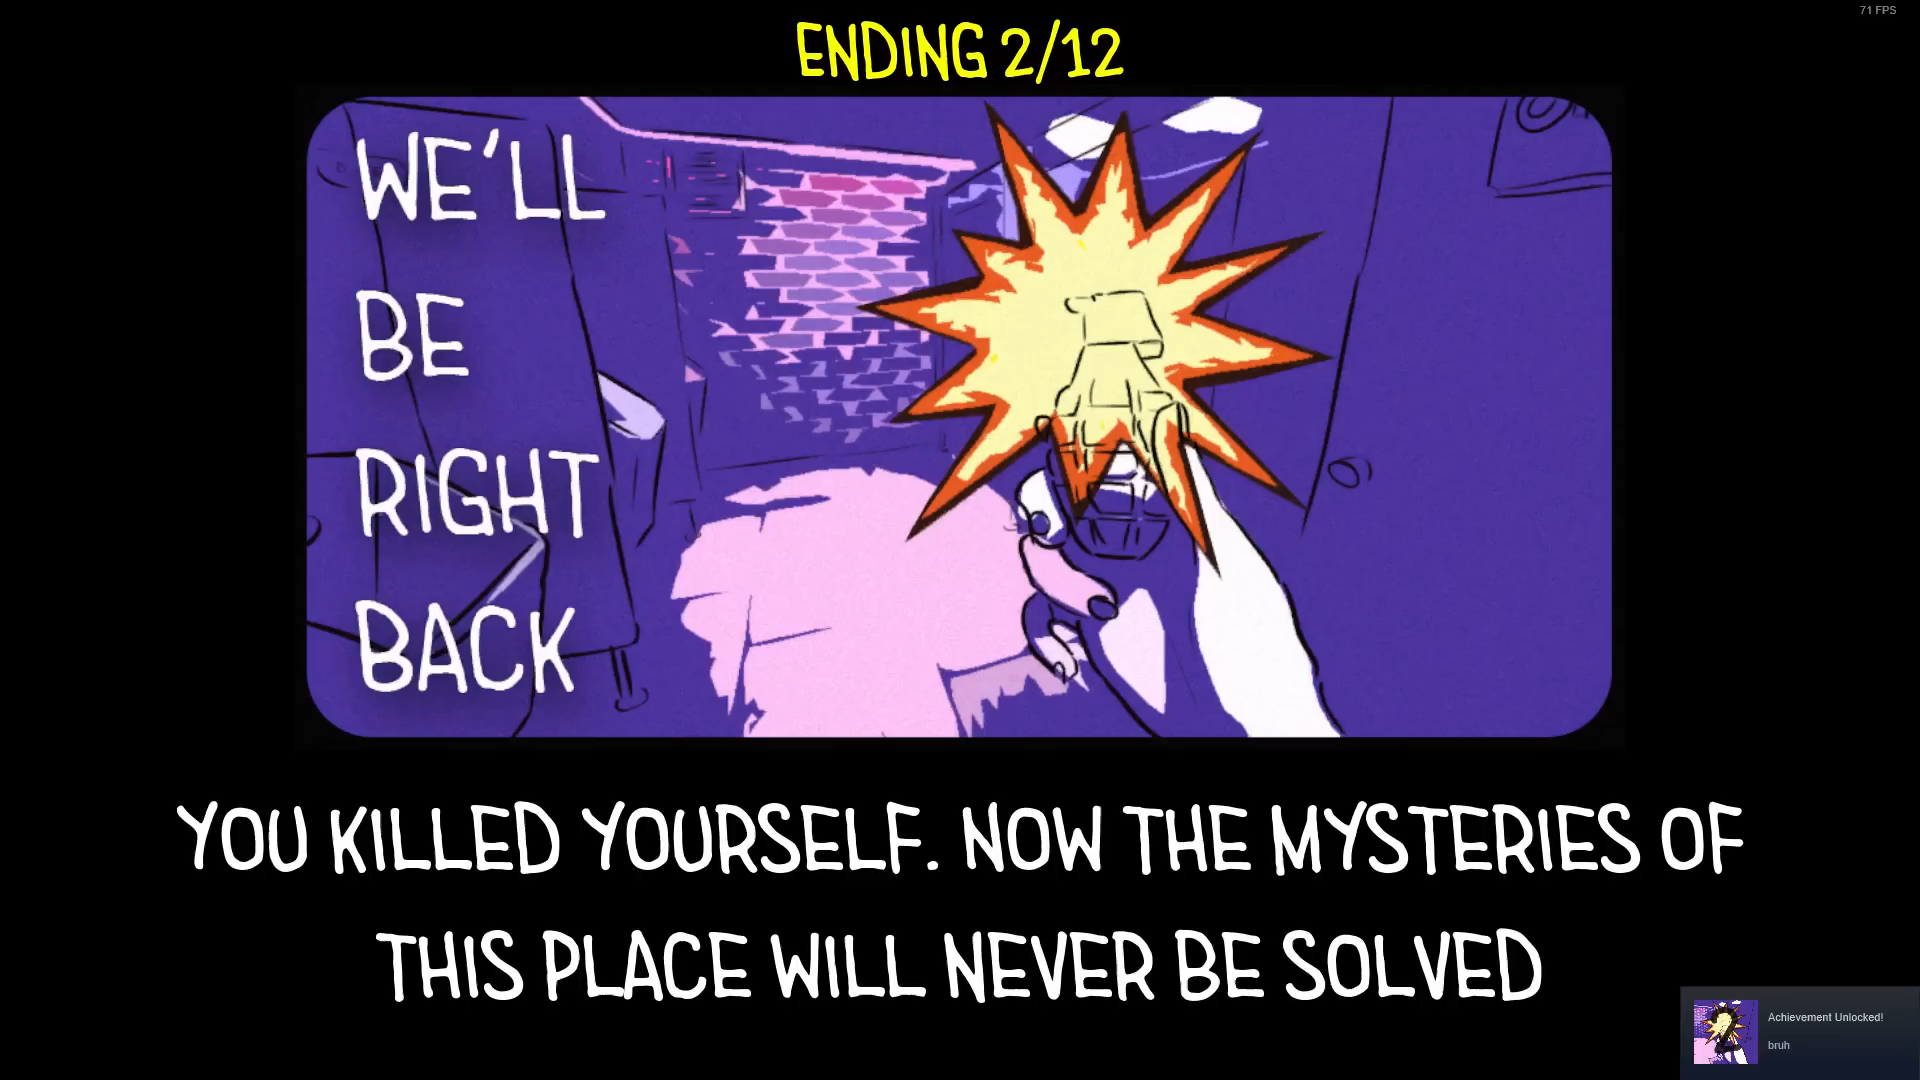 71 FPS
ENDING 2/12
WE'LL
BE
RIGHT
BACK
YOU KILLED YOURSELF. NOW THE MYSTERIES OF
THIS PLACE WILL NEVER BE SOLVED
Achievement Unlocked!
bruh